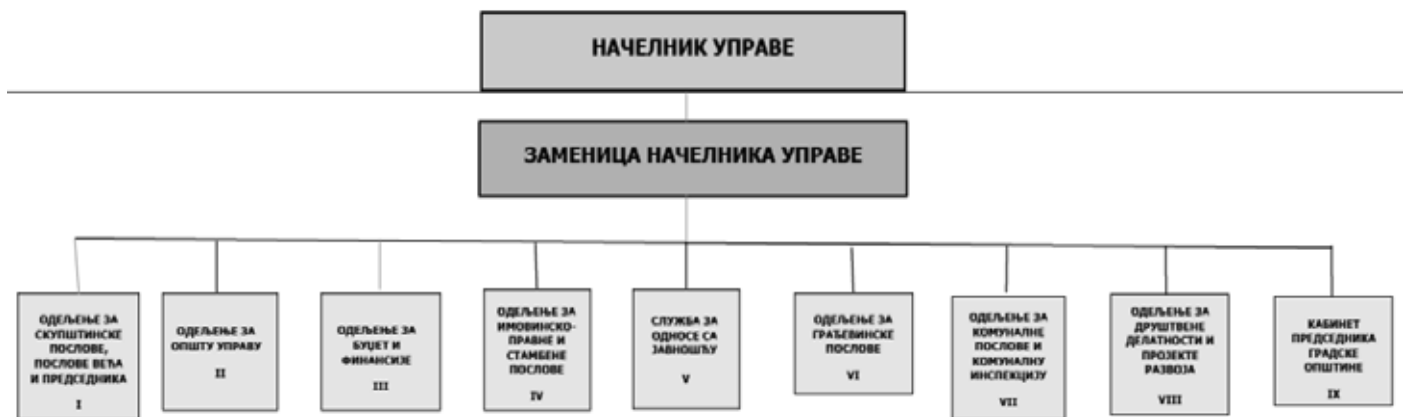 НАЧЕЛНИК УПРАВЕ
ЗАМЕНИЦА НАЧЕЛНИКА УПРАВЕ
ОДЕЉЕЊЕ ЗА
СКУПШТИНСКЕ
ПОСЛОВЕ,
ПОСЛОВЕ ВЕЋА
И ПРЕДСЕДНИКА
I
ОДЕЉЕЊЕ ЗА
ОПШТУ УПРАВУ
II
ОДЕЉЕЊЕ ЗА
БУЏЕТ И
ФИНАНСИЈЕ
III
ОДЕЉЕЊЕ ЗА
ИМОВИНСКО-
ПРАВНЕ И
СТАМБЕНЕ
ПОСЛОВЕ
IV
СЛУЖБА ЗА
ОДНОСЕ СА
ЈАВНОШЋУ
V
ОДЕЉЕЊЕ ЗА
ГРАЂЕВИНСКЕ
ПОСЛОВЕ
VI
ОДЕЉЕЊЕ ЗА
КОМУНАЛНЕ
ПОСЛОВЕ И
КОМУНАЛНУ
ИНСПЕКЦИЈУ
VII
ОДЕЉЕЊЕ ЗА
ДРУШТВЕНЕ
ДЕЛАТНОСТИ И
ПРОЈЕКТЕ
РАЗВОЈА
VIII
КАБИНЕТ
ПРЕДСЕДНИКА
ГРАДСКЕ
ОПШТИНЕ
IX